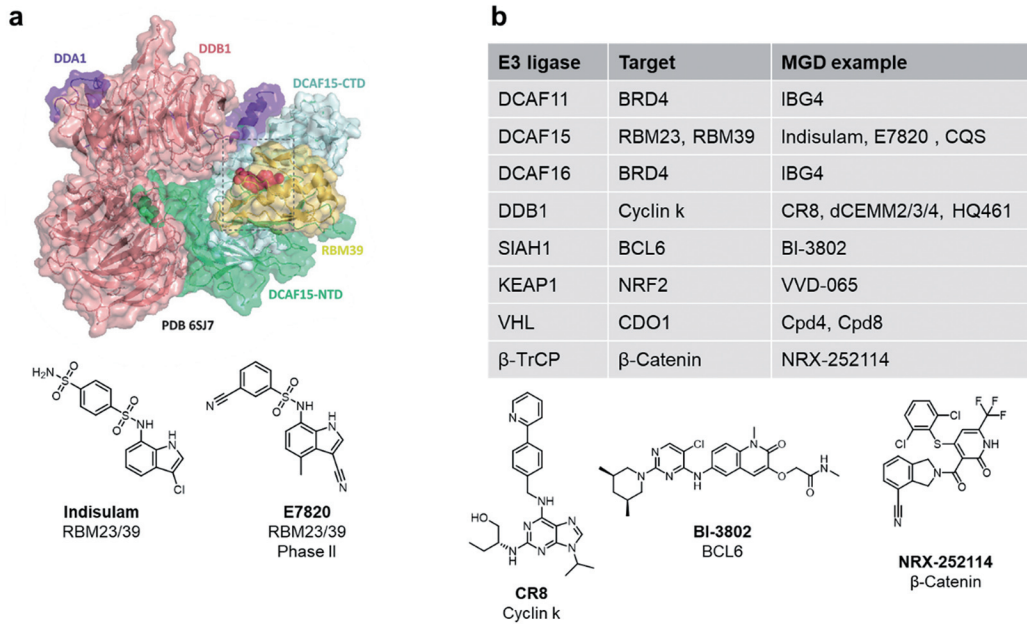 a
DDA1
DDB1
DCAF15-CTD
RBM39
DCAF15-NTD
PDB 6SJ7
H₂N
O
S
O
O
S
O
NH
H
N
Cl
Indisulam
RBM23/39
N
O
S
O
NH
H
N
N
E7820
RBM23/39
Phase II
b
E3 ligase Target MGD example
DCAF11 BRD4 IBG4
DCAF15 RBM23, RBM39 Indisulam, E7820 , CQS
DCAF16 BRD4 IBG4
DDB1 Cyclin k CR8, dCEMM2/3/4, HQ461
SIAH1 BCL6 BI-3802
KEAP1 NRF2 VVD-065
VHL CDO1 Cpd4, Cpd8
β-TrCP β-Catenin NRX-252114
N
NH
HO
N
N
N
H
N
N
CR8
Cyclin k
Cl
N
N
N
N
H
N
O
O
O
H
N
BI-3802
BCL6
Cl
Cl
S
F
F
F
NH
O
N
O
N
NRX-252114
β-Catenin